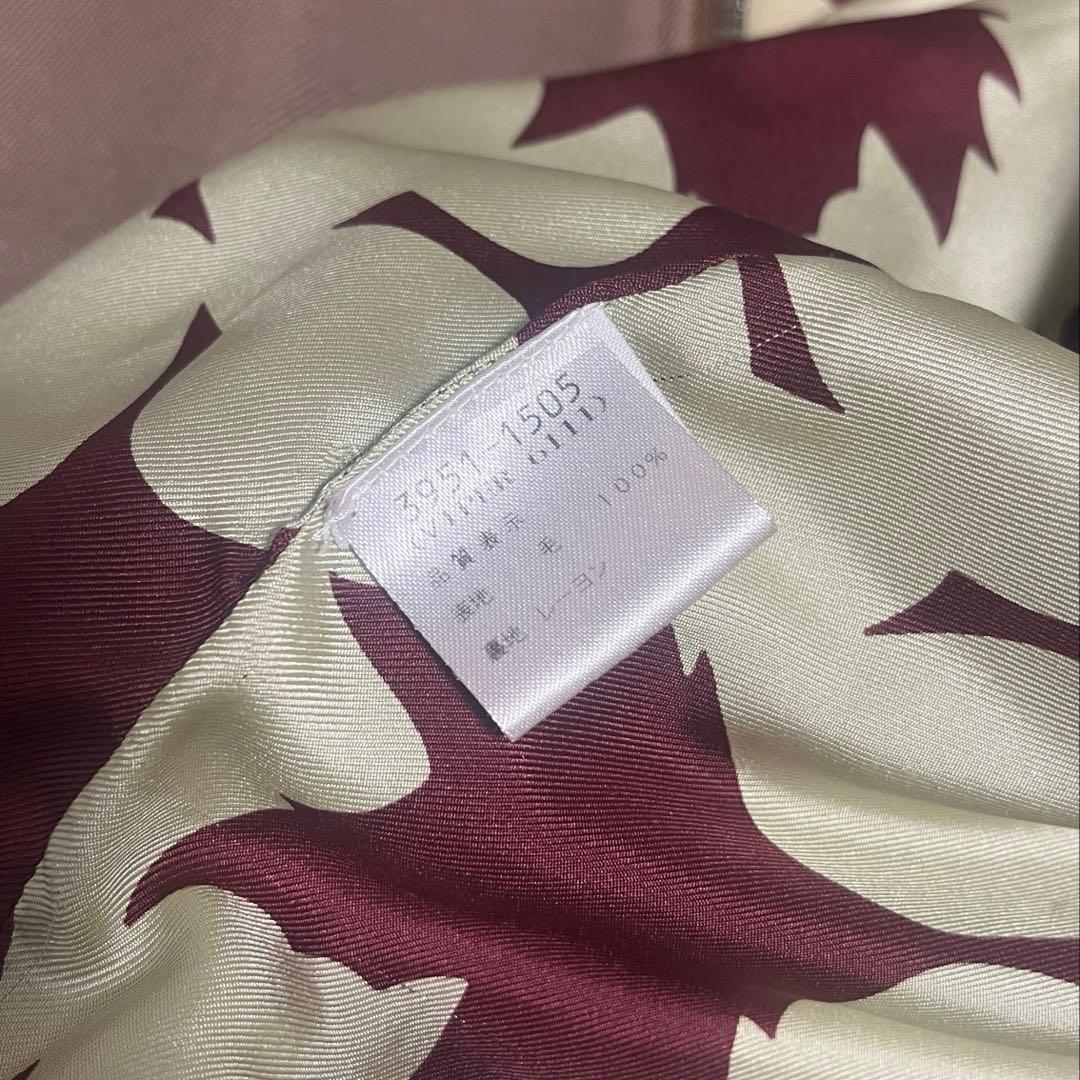 3951-1505
品質表示
表地 毛 100%
裏地 レーヨン